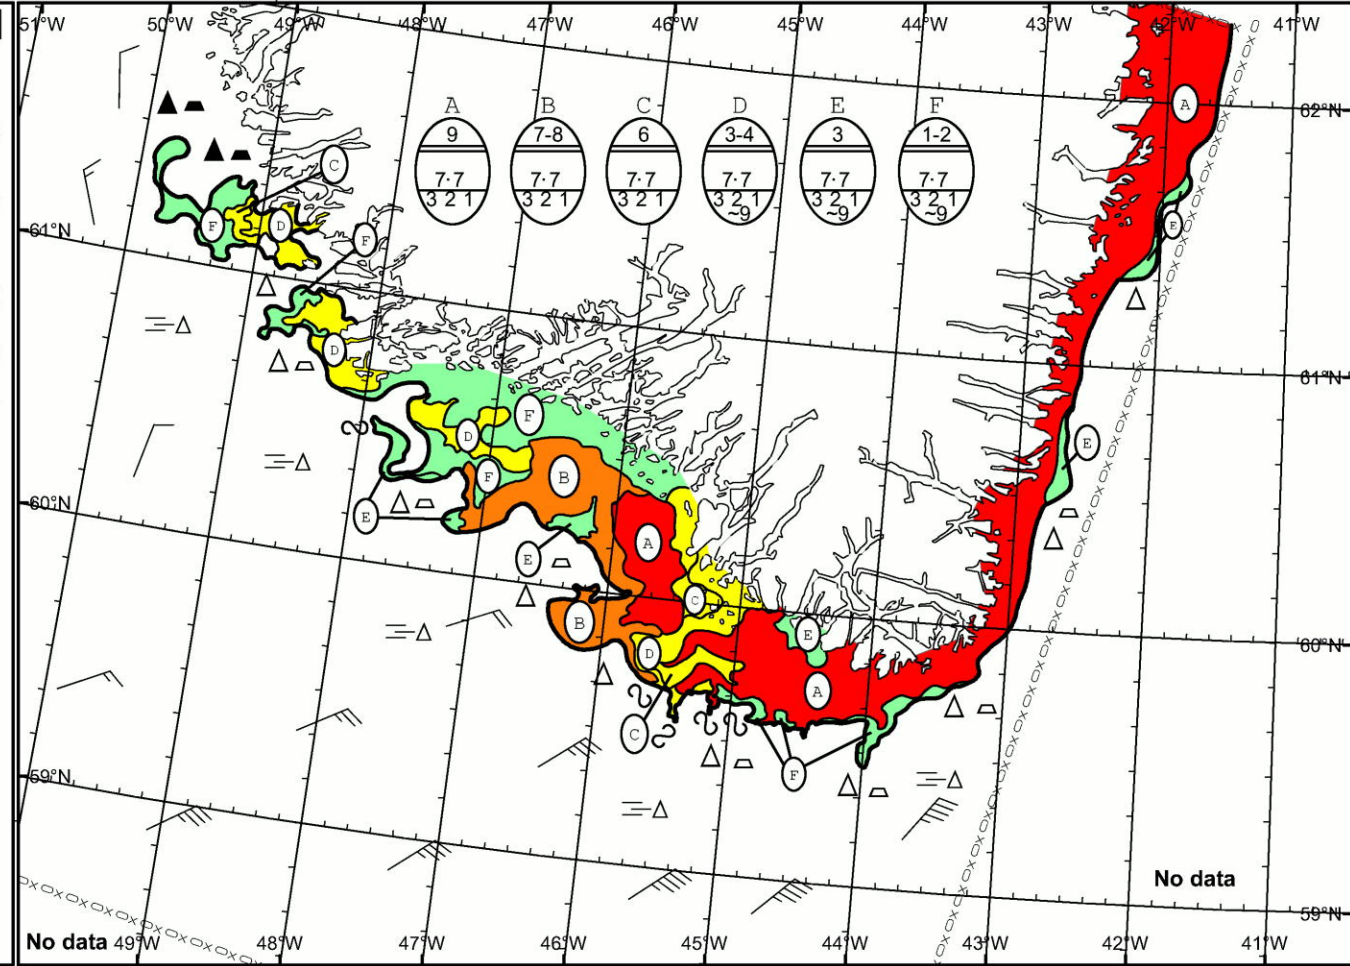 51°W 50°W 49°W 48°W 47°W 46°W 45°W 44°W 43°W 42°W 41°W
62°N
A B C D E F
9 7-8 6 3-4 3 1-2
7·7 7·7 7·7 7·7 7·7 7·7
3 2 1 3 2 1 3 2 1 3 2 1 3 2 1 3 2 1
~9 ~9 ~9
A
C
E
F D
F
61°N
D
61°N
F
D
E
F B
60°N
E
A
E
C
B
E
D
60°N
A
C
F
59°N
No data
59°N
No data
49°W 48°W 47°W 46°W 45°W 44°W 43°W 42°W 41°W